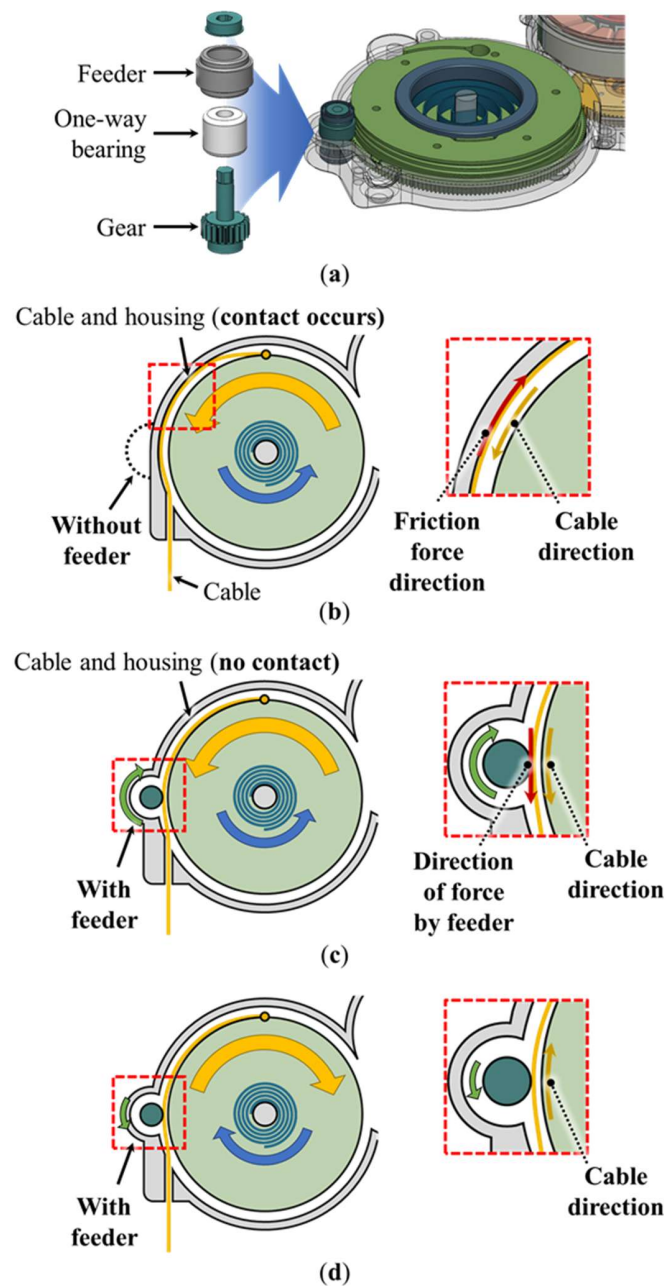 Feeder
One-way
bearing
Gear
(a)
Cable and housing (contact occurs)
Without
feeder
Cable
Friction
force
direction
Cable
direction
(b)
Cable and housing (no contact)
With
feeder
Direction
of force
by feeder
Cable
direction
(c)
With
feeder
Cable
direction
(d)